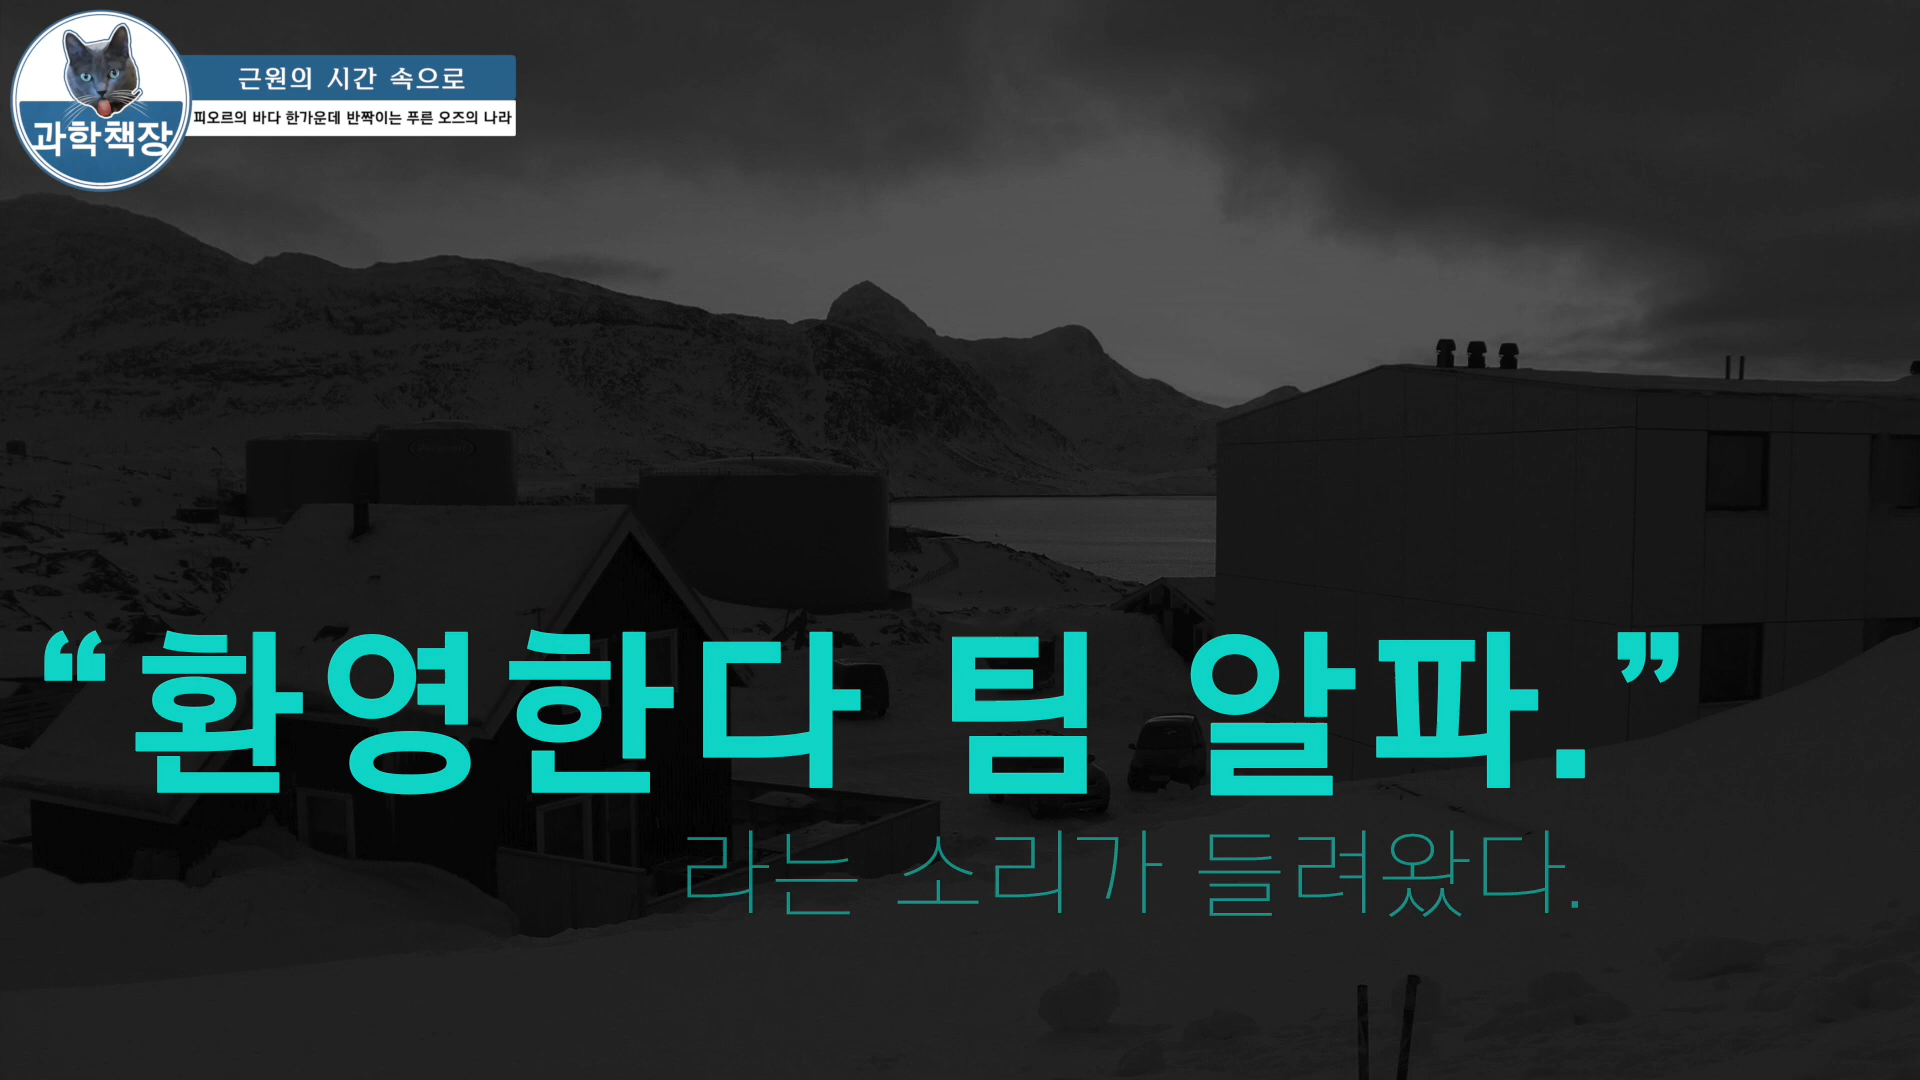 근원의 시간 속으로
피오르의 바다 한가운데 반짝이는 푸른 오즈의 나라
과학책장
“환영한다 팀 알파.”
라는 소리가 들려왔다.